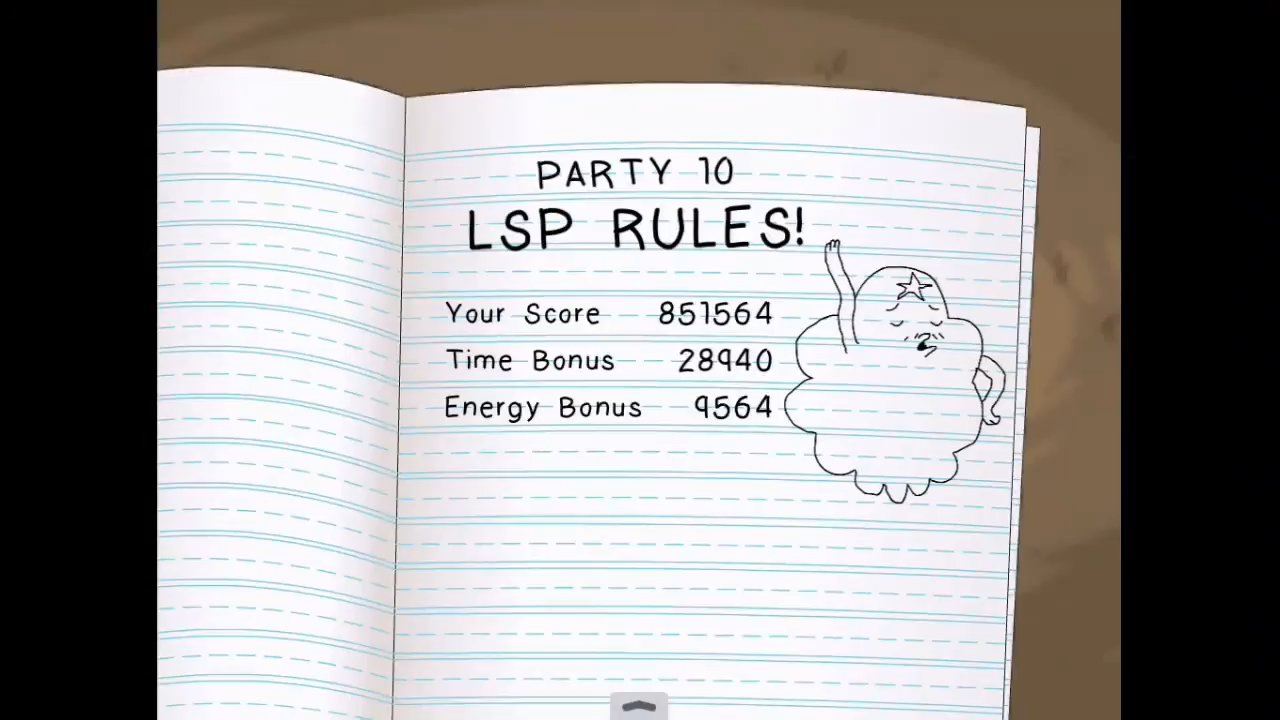 PARTY 10
LSP RULES!
Your Score 851564
Time Bonus 28940
Energy Bonus 9564